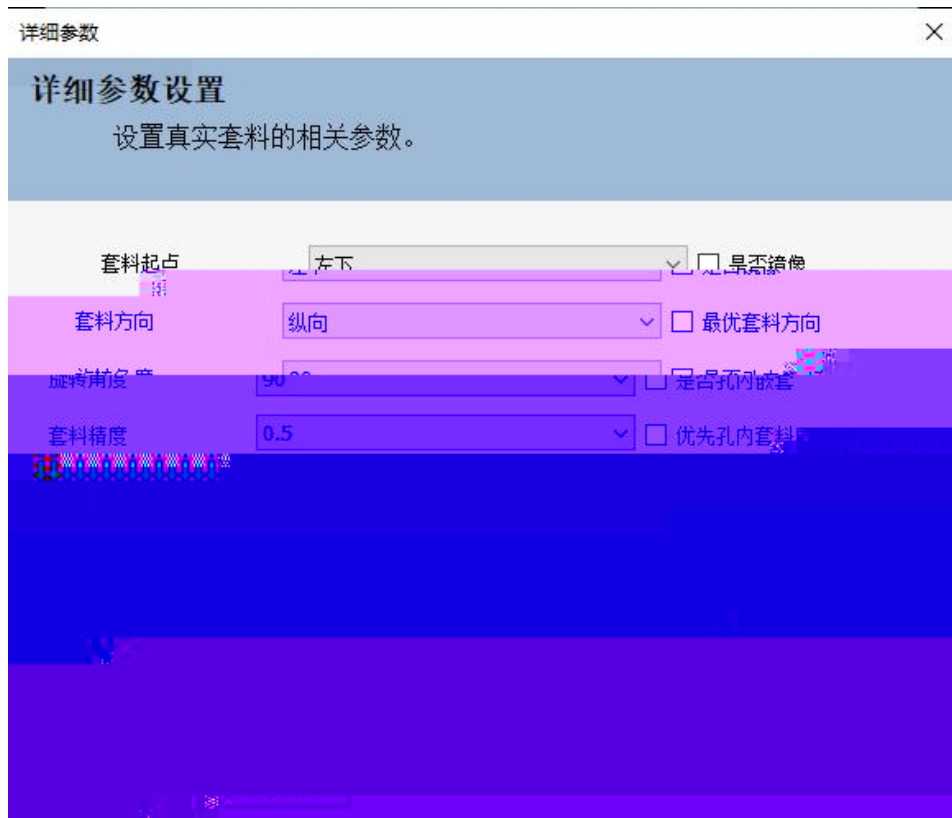 详细参数
详细参数设置
设置真实套料的相关参数。
套料起点 左下 是否镜像
套料方向 纵向 最优套料方向
旋转角度 90 是否孔内嵌套
套料精度 0.5 优先孔内套料